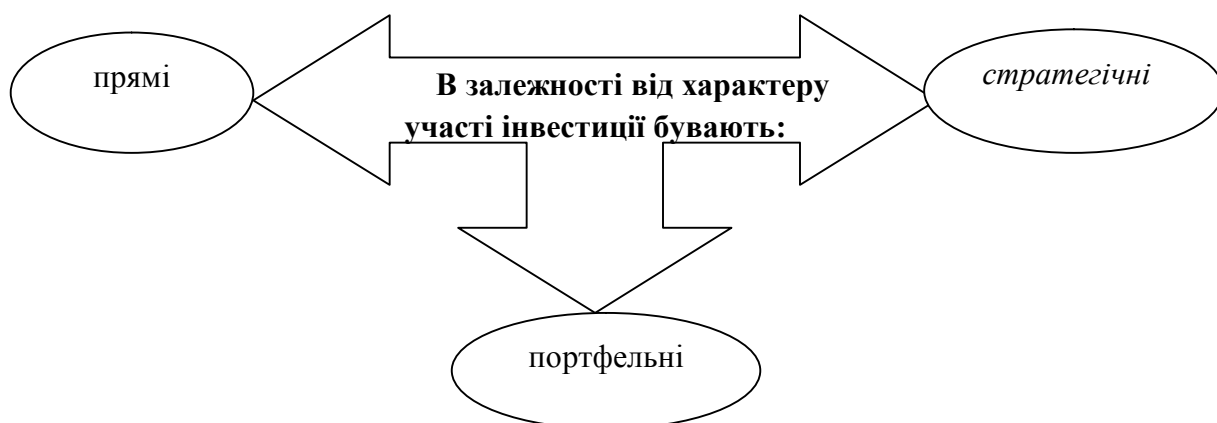 прямі
В залежності від характеру
участі інвестиції бувають:
стратегічні
портфельні